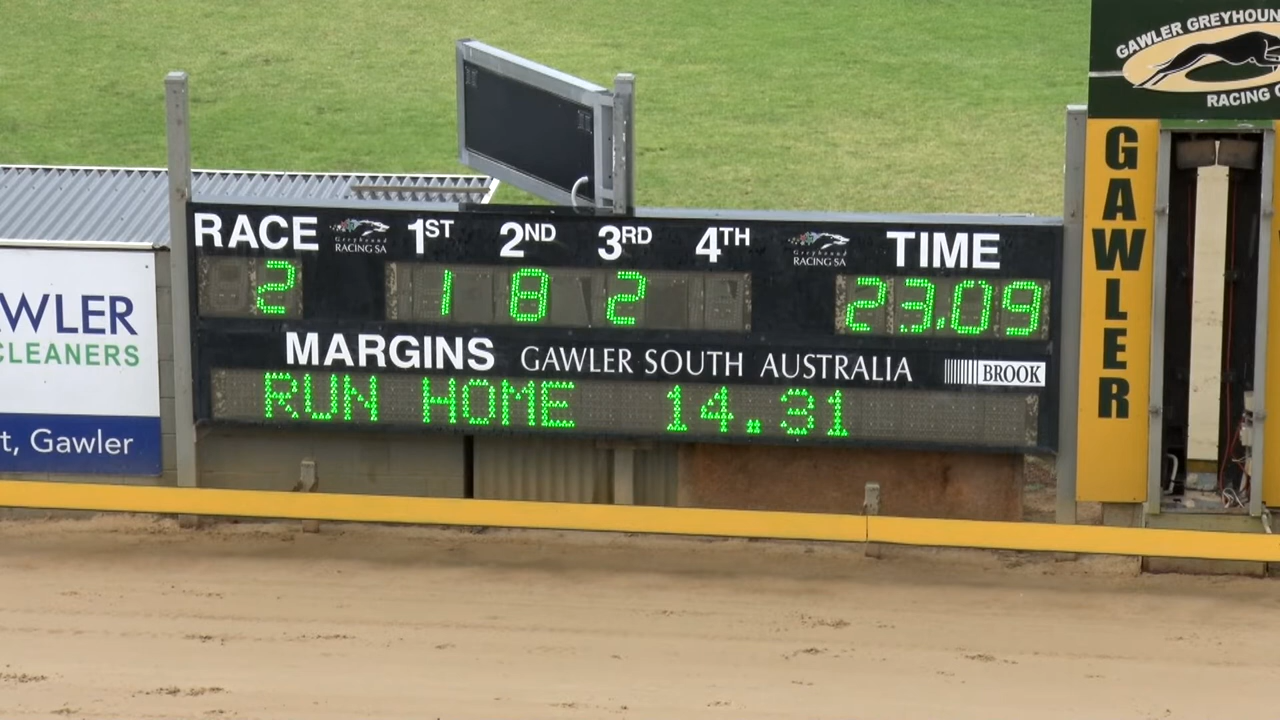 GAWLER GREYHOUN
RACING
GAWLER
RACE 1ST 2ND 3RD 4TH TIME
Greyhound RACING SA
Greyhound RACING SA
2 1 8 2 23.09
MARGINS GAWLER SOUTH AUSTRALIA BROOK
RUN HOME 14.31
AWLER
CLEANERS
t, Gawler